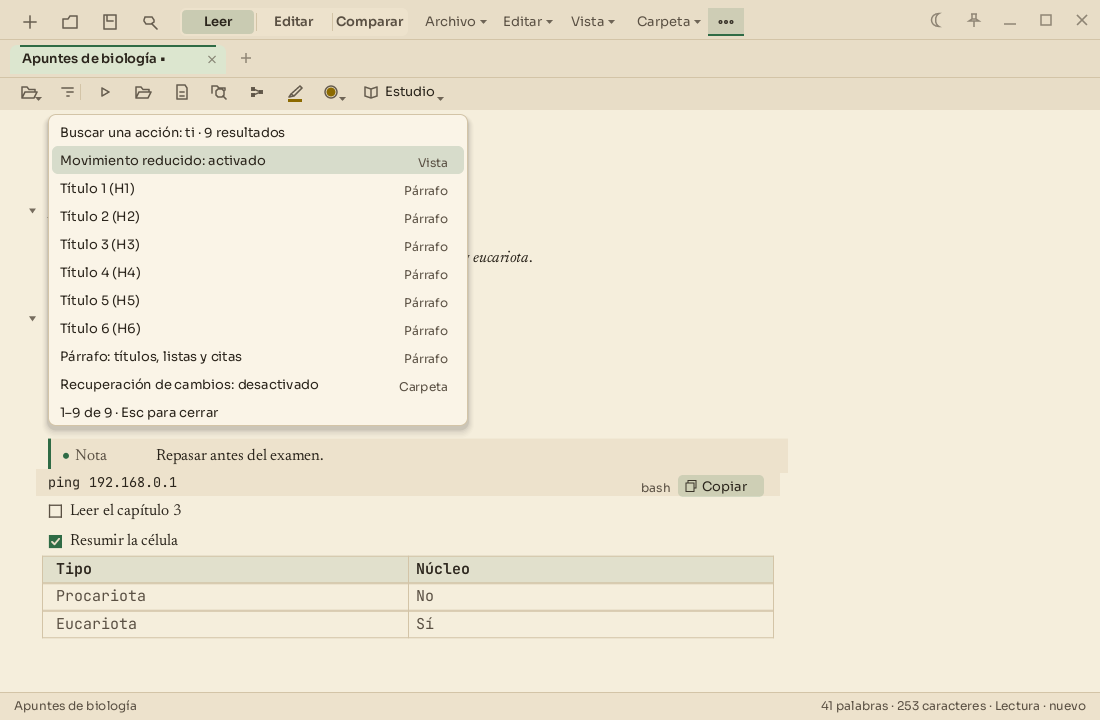 Leer Editar Comparar Archivo Editar Vista Carpeta
Apuntes de biología •
Estudio
Buscar una acción: ti · 9 resultados
Movimiento reducido: activado Vista
Título 1 (H1) Párrafo
Título 2 (H2) Párrafo
Título 3 (H3) Párrafo
Título 4 (H4) Párrafo
Título 5 (H5) Párrafo
Título 6 (H6) Párrafo
Párrafo: títulos, listas y citas Párrafo
Recuperación de cambios: desactivado Carpeta
1–9 de 9 · Esc para cerrar
y eucariota.
• Nota Repasar antes del examen.
ping 192.168.0.1 bash Copiar
Leer el capítulo 3
Resumir la célula
Tipo Núcleo
Procariota No
Eucariota Sí
Apuntes de biología 41 palabras · 253 caracteres · Lectura · nuevo